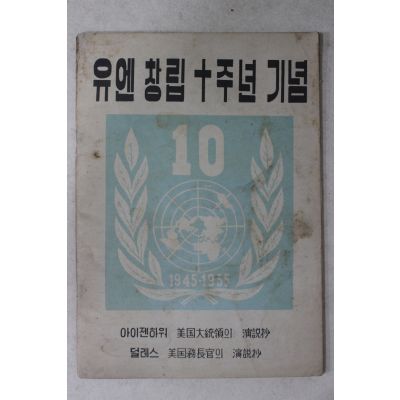 유엔 창립 十주년 기념
10
1945-1955
아이젠하워 美国大統領의 演説抄
덜레스 美国務長官의 演説抄